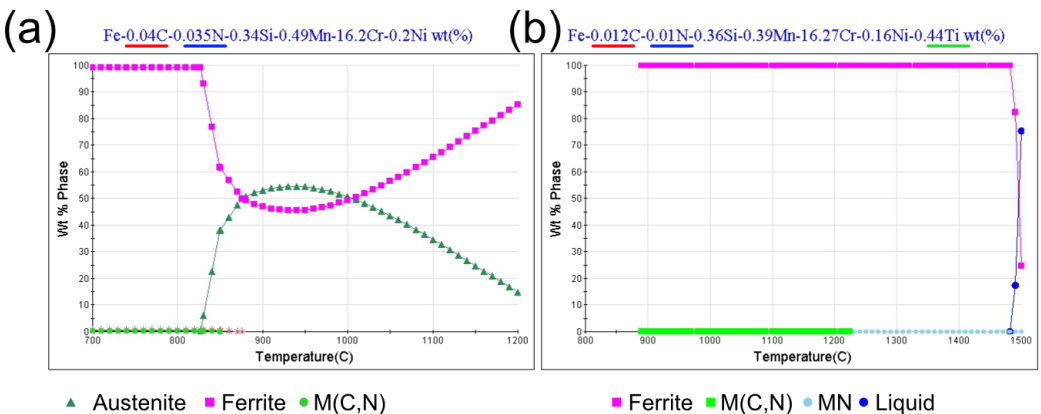 (a)
Fe-0.04C-0.035N-0.34Si-0.49Mn-16.2Cr-0.2Ni wt(%)
100
90
80
70
60
50
40
30
20
10
0
Wt % Phase
700 800 900 1000 1100 1200
Temperature(C)
Austenite Ferrite M(C,N)
(b)
Fe-0.012C-0.01N-0.36Si-0.39Mn-16.27Cr-0.16Ni-0.44Ti wt(%)
100
90
80
70
60
50
40
30
20
10
0
Wt % Phase
800 900 1000 1100 1200 1300 1400 1500
Temperature(C)
Ferrite M(C,N) MN Liquid